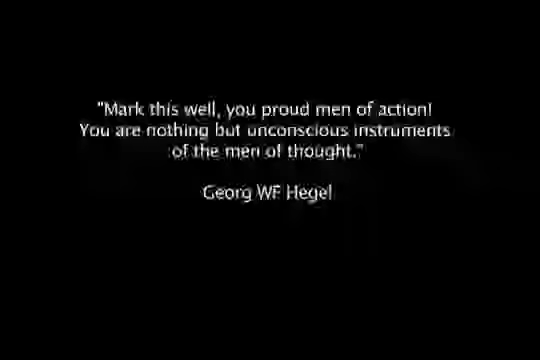 "Mark this well, you proud men of action!
You are nothing but unconscious instruments
of the men of thought."
Georg WF Hegel